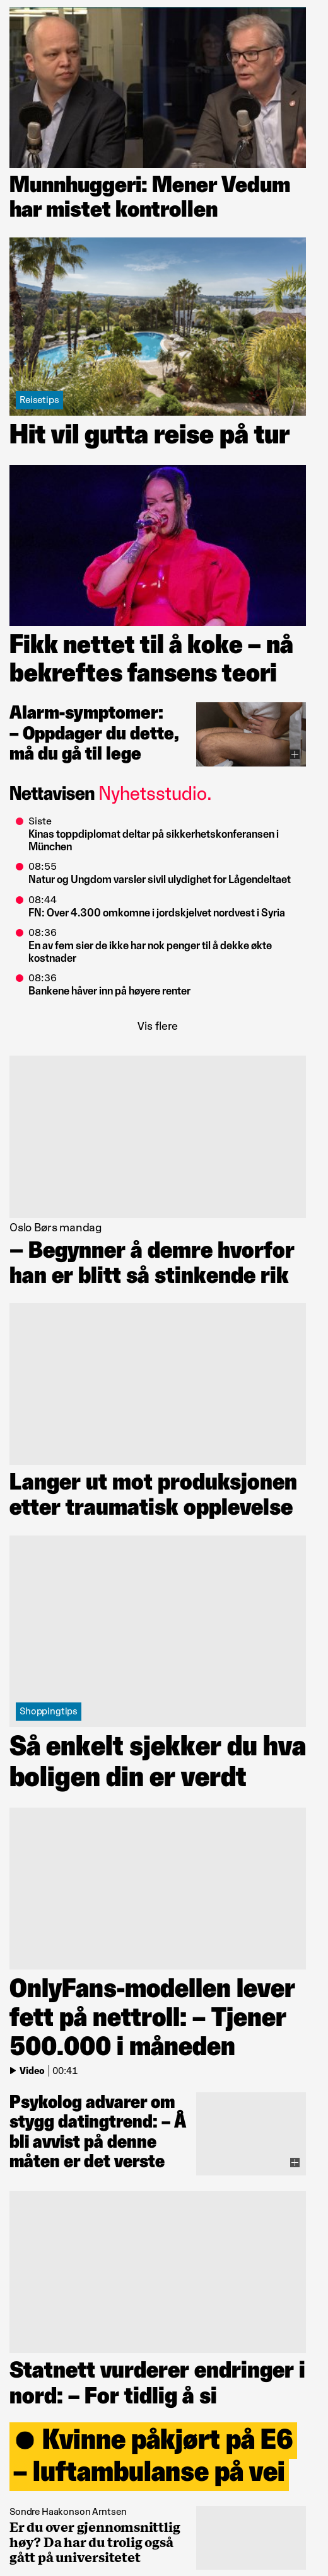 Munnhuggeri: Mener Vedum
har mistet kontrollen
Reisetips
Hit vil gutta reise på tur
Fikk nettet til å koke – nå
bekreftes fansens teori
Alarm-symptomer:
– Oppdager du dette,
må du gå til lege
Nettavisen Nyhetsstudio.
Siste
Kinas toppdiplomat deltar på sikkerhetskonferansen i
München
08:55
Natur og Ungdom varsler sivil ulydighet for Lågendeltaet
08:44
FN: Over 4.300 omkomne i jordskjelvet nordvest i Syria
08:36
En av fem sier de ikke har nok penger til å dekke økte
kostnader
08:36
Bankene håver inn på høyere renter
Vis flere
Oslo Børs mandag
– Begynner å demre hvorfor
han er blitt så stinkende rik
Langer ut mot produksjonen
etter traumatisk opplevelse
Shoppingtips
Så enkelt sjekker du hva
boligen din er verdt
OnlyFans-modellen lever
fett på nettroll: – Tjener
500.000 i måneden
Video | 00:41
Psykolog advarer om
stygg datingtrend: – Å
bli avvist på denne
måten er det verste
Statnett vurderer endringer i
nord: – For tidlig å si
● Kvinne påkjørt på E6
– luftambulanse på vei
Sondre Haakonson Arntsen
Er du over gjennomsnittlig
høy? Da har du trolig også
gått på universitetet